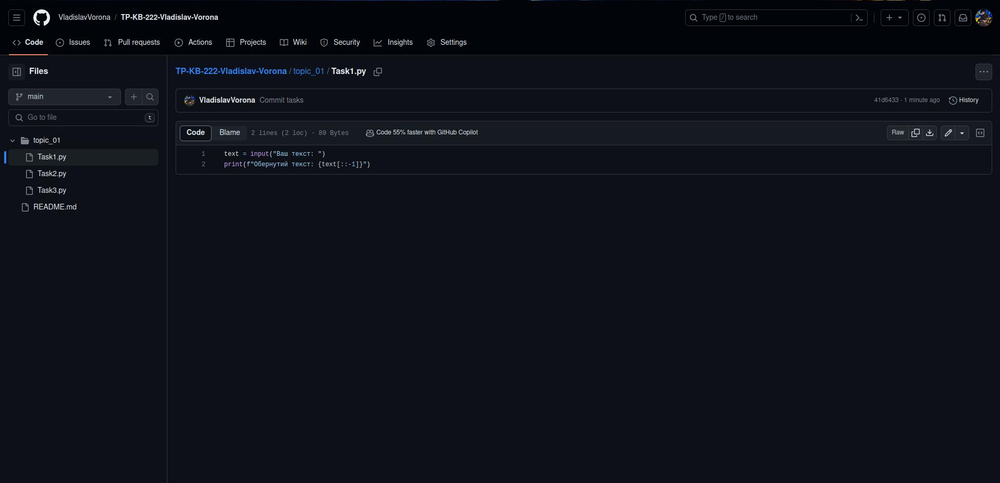 VladislavVorona / TP-KB-222-Vladislav-Vorona
Type / to search
Code Issues Pull requests Actions Projects Wiki Security Insights Settings
Files
main
Go to file t
topic_01
Task1.py
Task2.py
Task3.py
README.md
TP-KB-222-Vladislav-Vorona / topic_01 / Task1.py
VladislavVorona Commit tasks 41d6433 · 1 minute ago History
Code Blame 2 lines (2 loc) · 89 Bytes Code 55% faster with GitHub Copilot Raw
1 text = input("Ваш текст: ")
2 print(f"Обернутий текст: {text[::-1]}")